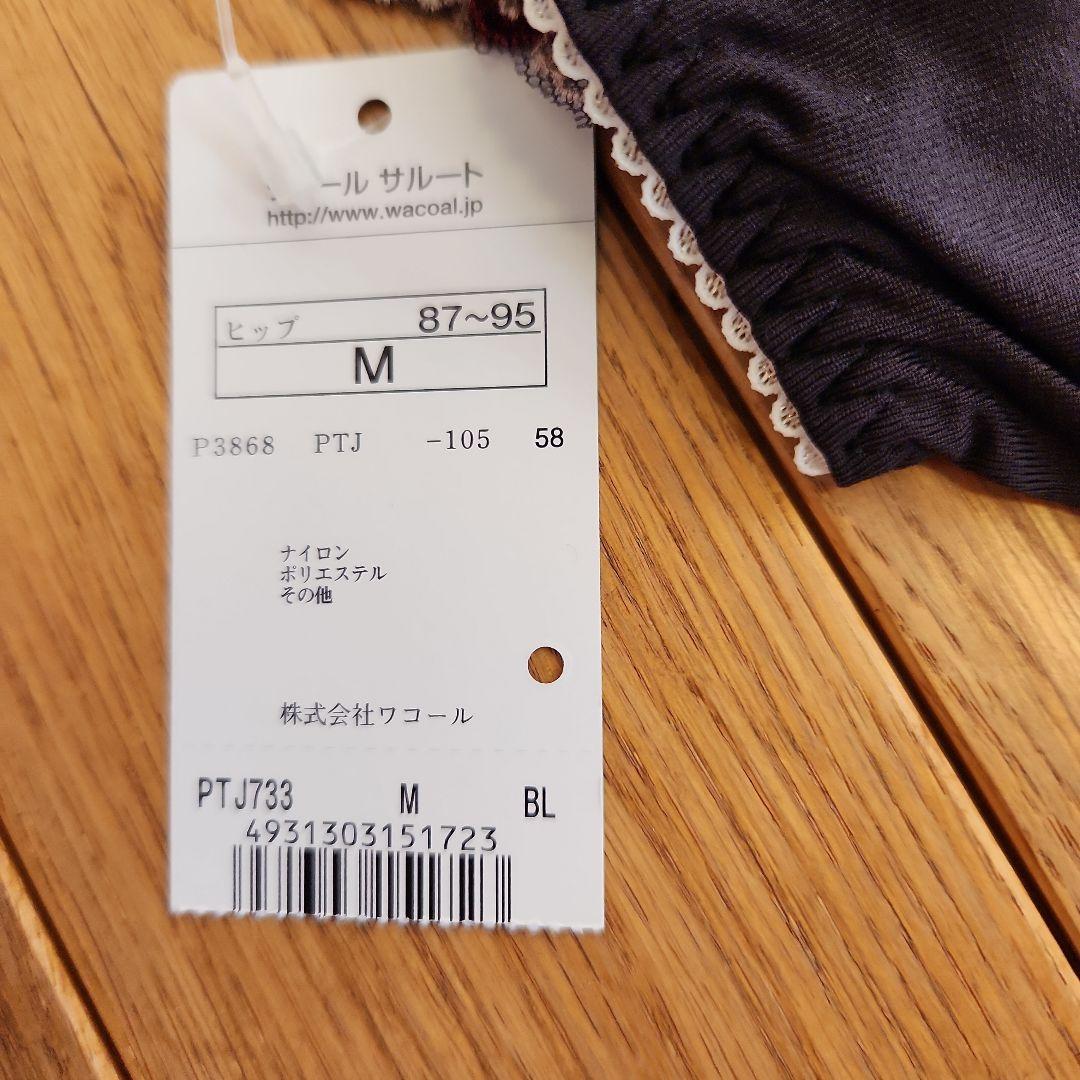 ール サルート
http://www.wacoal.jp
ヒップ 87~95
M
P3868 PTJ -105 58
ナイロン
ポリエステル
その他
株式会社ワコール
PTJ733 M BL
4931303151723